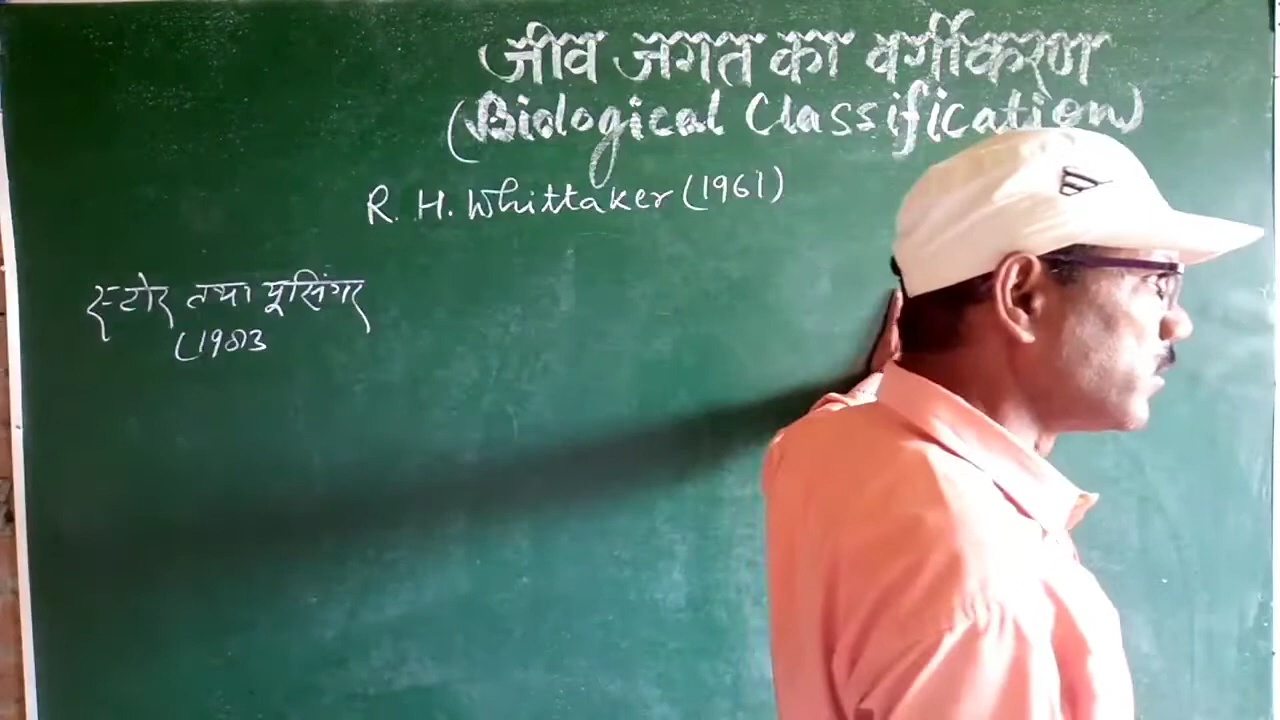 जीव जगत का वर्गीकरण
(Biological Classification)
R. H. Whittaker (1961)
स्टोर तथा यूसिंगर
(1983